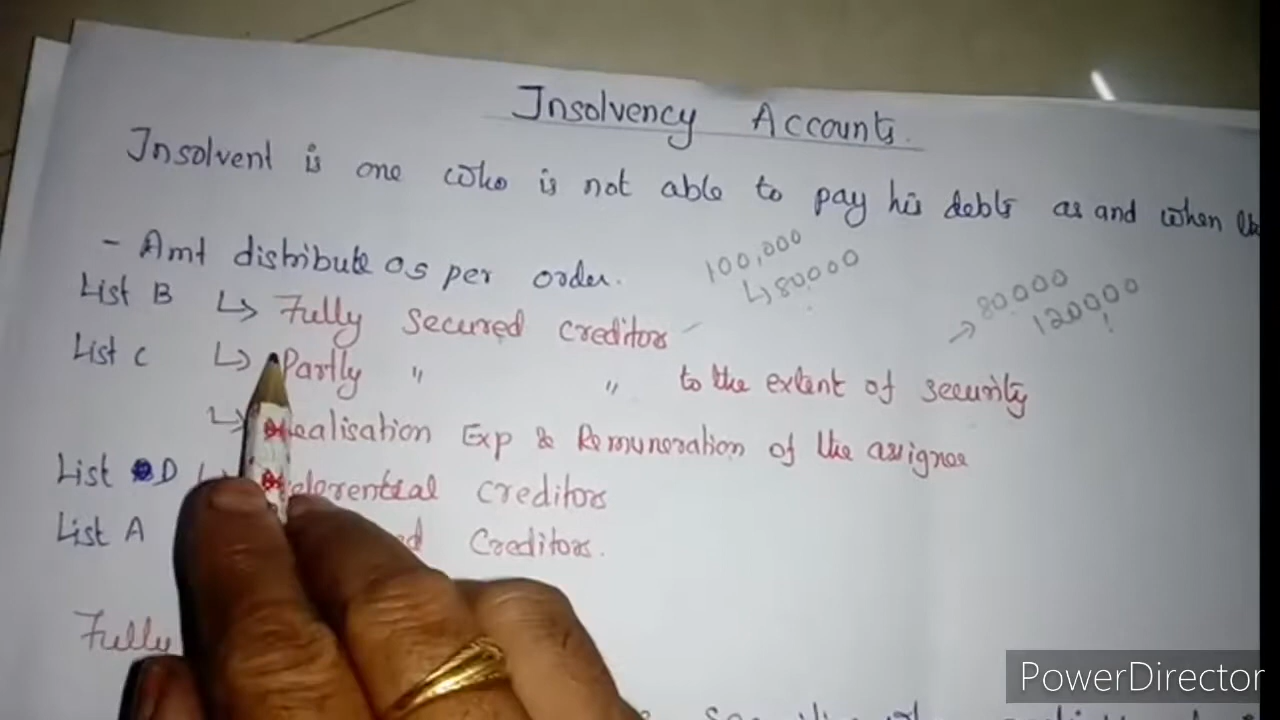 Insolvency Accounts.
Insolvent is one who is not able to pay his debts as and when
- Amt distribute as per order.
100,000
↳ 80000
→ 80000
120000
List B ↳ Fully Secured creditors
List C ↳ Partly " " to the extent of security
↳ Realisation Exp & Remuneration of the assignee
List D creditors
List A Creditors.
Fully
PowerDirector